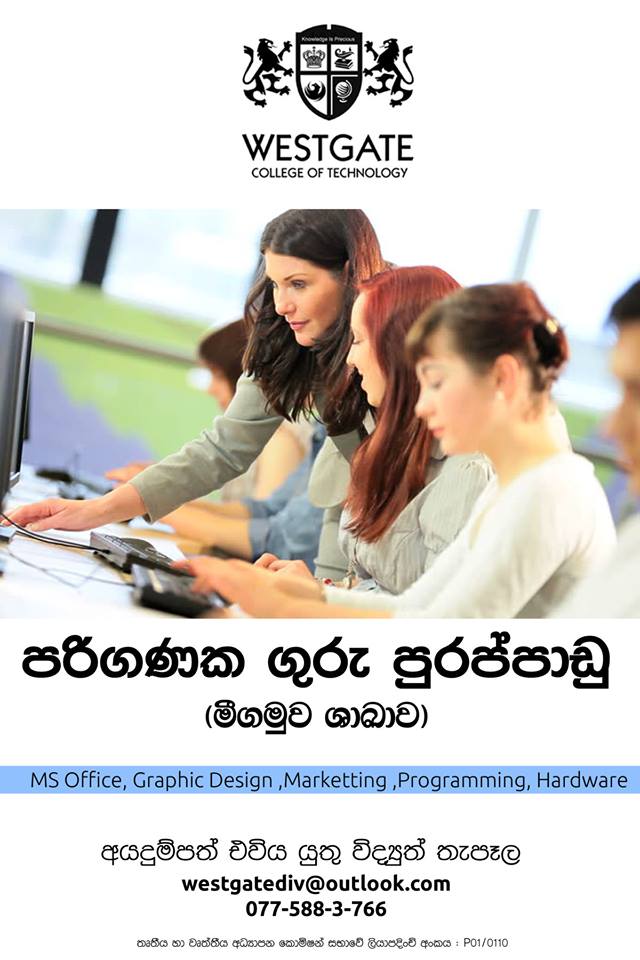 Knowledge is Precious
WESTGATE
COLLEGE OF TECHNOLOGY
පරිගණක ගුරු පුරප්පාඩු
(මීගමුව ශාඛාව)
MS Office, Graphic Design ,Marketting ,Programming, Hardware
අයදුම්පත් එවිය යුතු විද්‍යුත් තැපෑල
westgatediv@outlook.com
077-588-3-766
තෘතීය හා වෘත්තීය අධ්‍යාපන කොමිෂන් සභාවේ ලියාපදිංචි අංකය : P01/0110